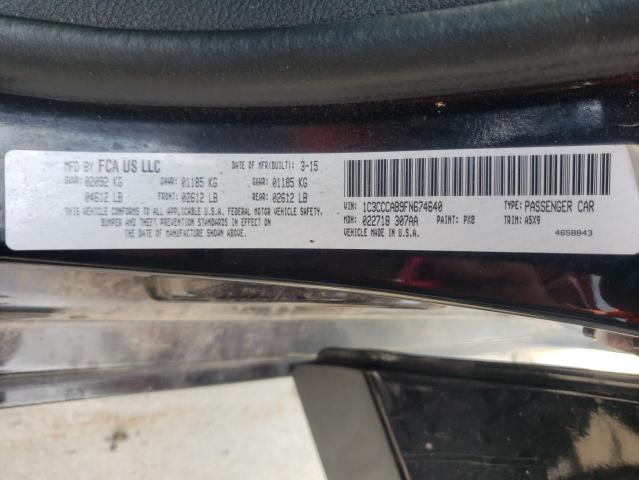 MFD BY FCA US LLC DATE OF MFR(BUILT): 3-15
GVWR: 02092 KG GAWR: 01185 KG GAWR: 01185 KG
04612 LB FRONT: 02612 LB REAR: 02612 LB
THIS VEHICLE CONFORMS TO ALL APPLICABLE U.S.A. FEDERAL MOTOR VEHICLE SAFETY,
BUMPER AND THEFT PREVENTION STANDARDS IN EFFECT ON
THE DATE OF MANUFACTURE SHOWN ABOVE.
VIN: 1C3CCCAB9FN674640 TYPE: PASSENGER CAR
MDH: 022718 307AA PAINT: PX8 TRIM: A5X9
VEHICLE MADE IN U.S.A. 4658843